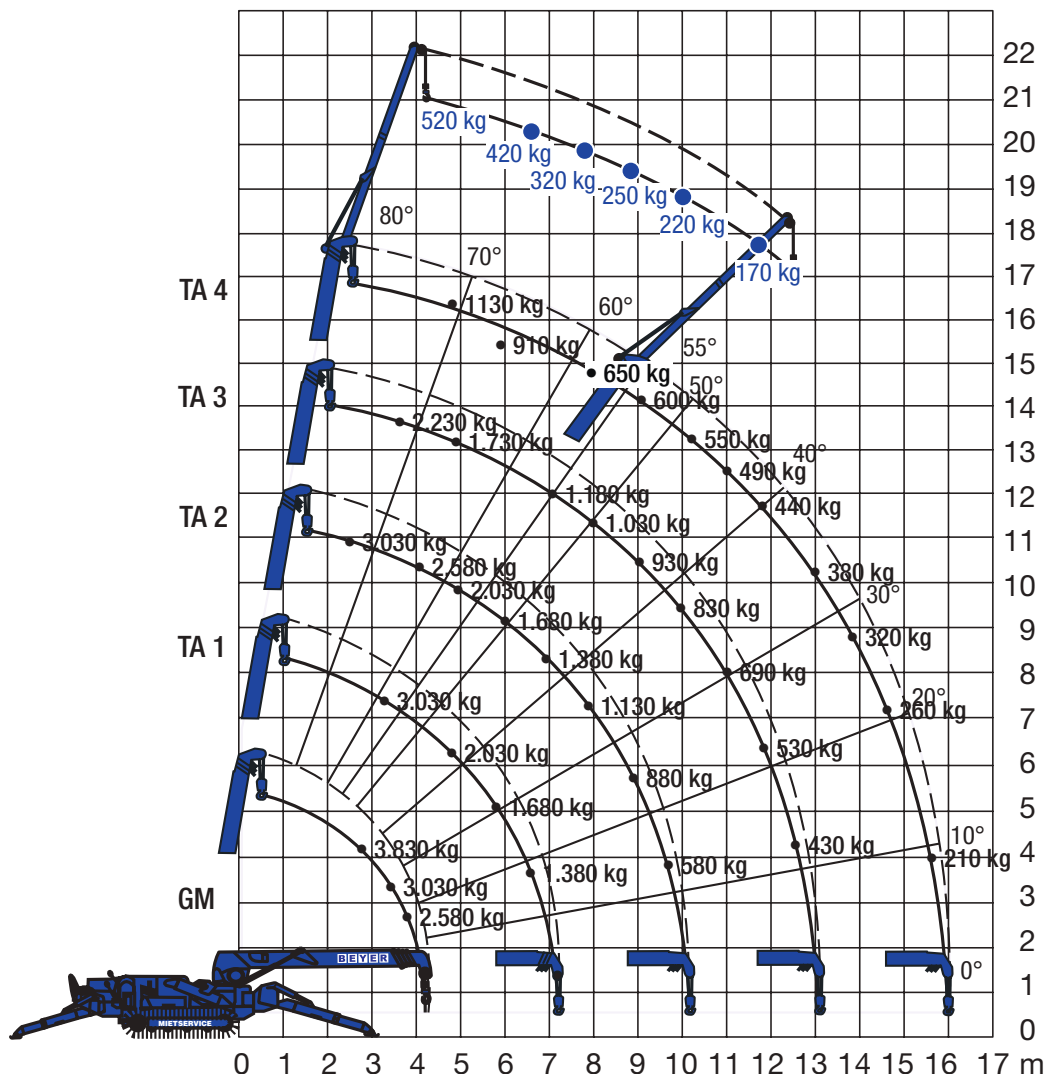 22
21
520 kg
20
420 kg
320 kg
19
250 kg
80°
220 kg
18
70°
170 kg
17
TA 4
1130 kg
60°
16
910 kg
55°
15
650 kg
TA 3
50°
600 kg
14
2.230 kg
1.730 kg
550 kg
13
490 kg
40°
1.180 kg
440 kg
12
TA 2
1.030 kg
11
3.030 kg
930 kg
2.580 kg
380 kg
10
2.030 kg
30°
1.680 kg
830 kg
320 kg
9
TA 1
1.380 kg
690 kg
8
3.030 kg
1.130 kg
20°
260 kg
7
2.030 kg
530 kg
6
880 kg
1.680 kg
5
3.830 kg
430 kg
10°
580 kg
210 kg
4
1.380 kg
3.030 kg
GM
3
2.580 kg
2
BEYER
0°
1
MIETSERVICE
0
0 1 2 3 4 5 6 7 8 9 10 11 12 13 14 15 16 17 m